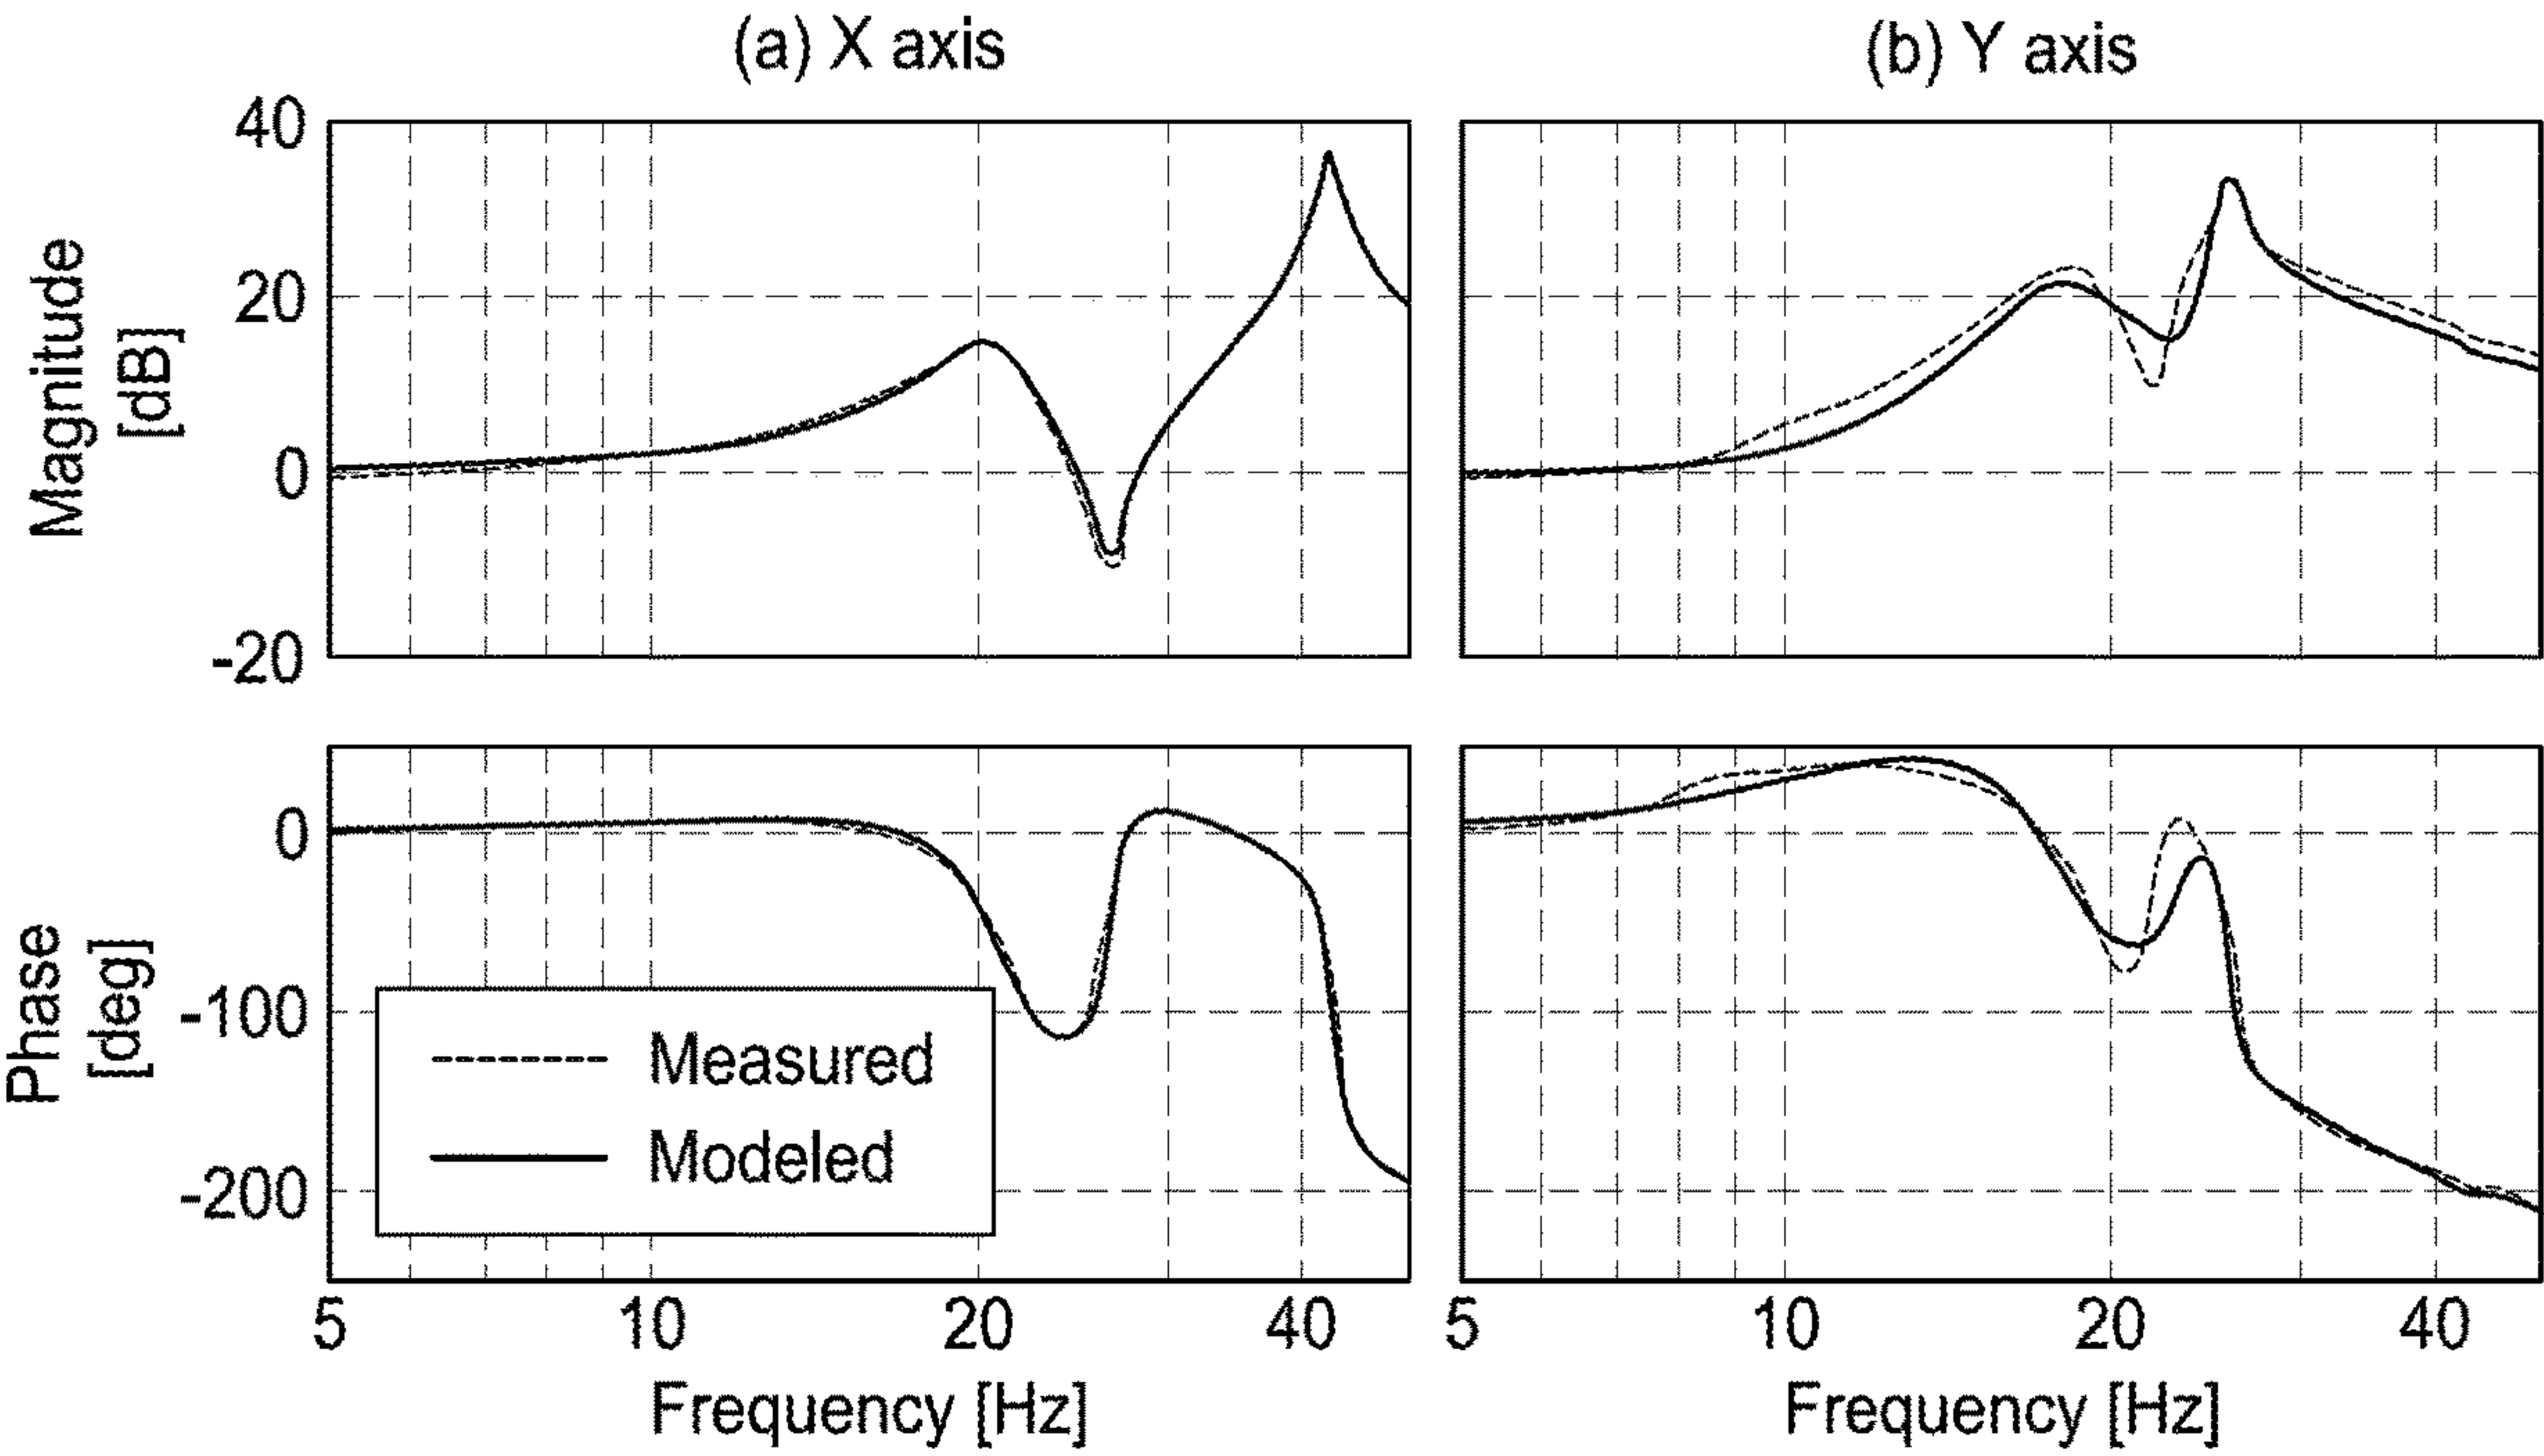 (a) X axis
(b) Y axis
Magnitude
[dB]
40
20
0
-20
Phase
[deg]
0
-100
-200
Measured
Modeled
5 10 20 40
5 10 20 40
Frequency [Hz]
Frequency [Hz]